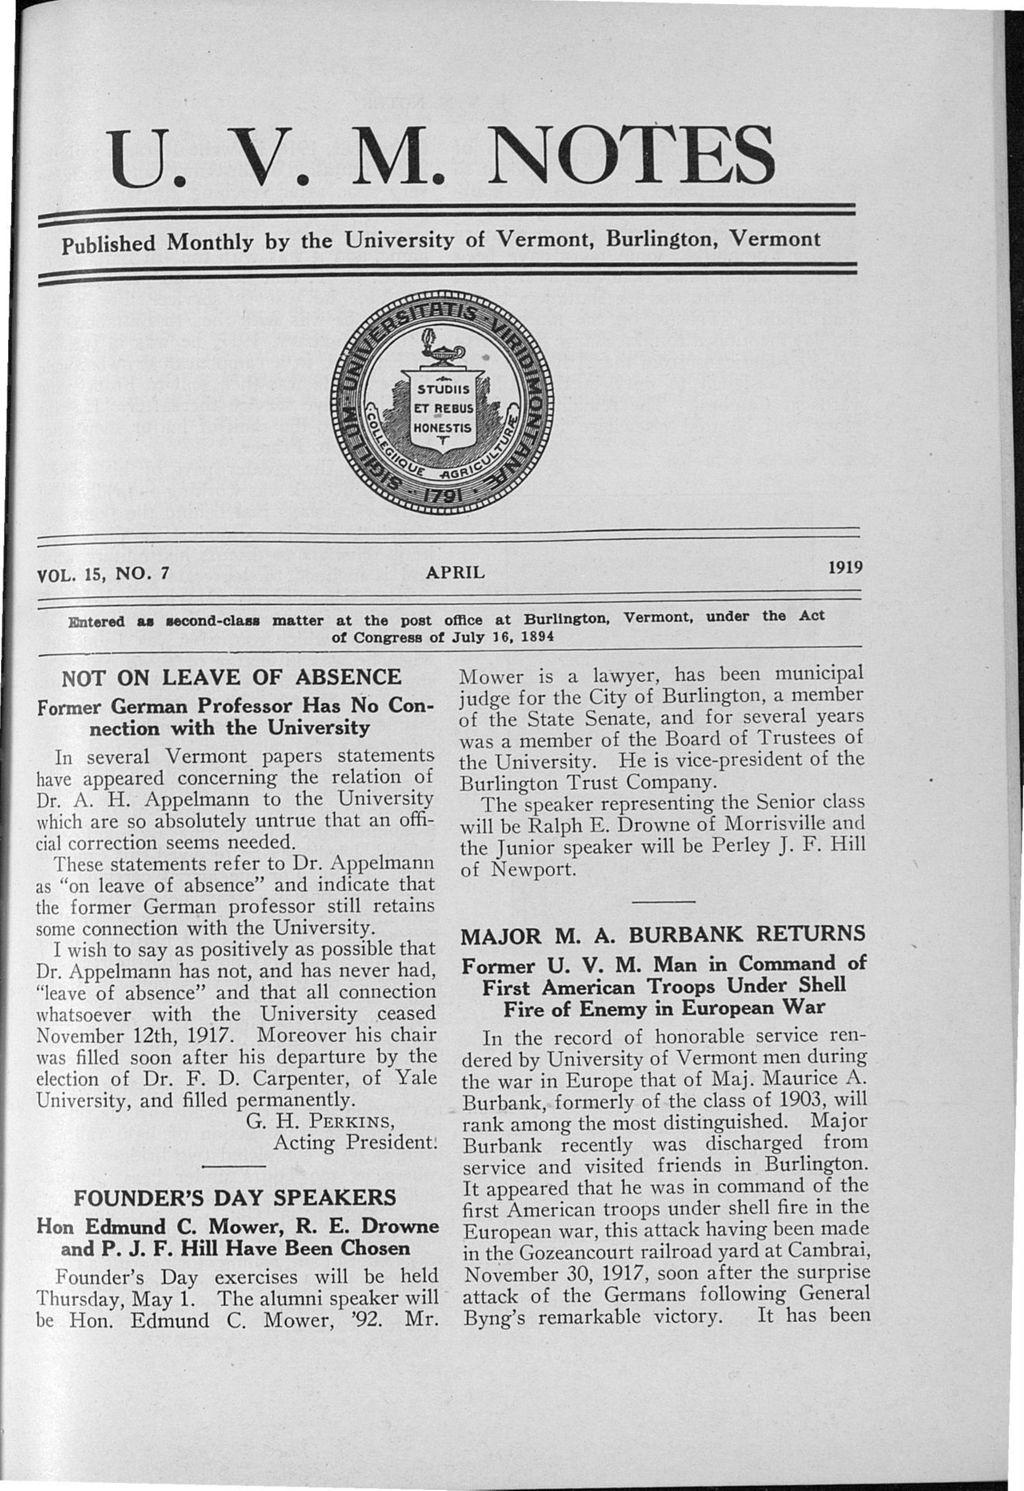 U. V. M. NOTES
Published Monthly by the University of Vermont, Burlington, Vermont
SIGILLUM · UNIVERSITATIS · VIRIDIMONTANÆ
COLLEGIIQUE AGRICULTURÆ
STUDIIS
ET REBUS
HONESTIS
1791
VOL. 15, NO. 7 APRIL 1919
Entered as second-class matter at the post office at Burlington, Vermont, under the Act
of Congress of July 16, 1894
NOT ON LEAVE OF ABSENCE
Former German Professor Has No Con-
nection with the University
In several Vermont papers statements
have appeared concerning the relation of
Dr. A. H. Appelmann to the University
which are so absolutely untrue that an offi-
cial correction seems needed.
These statements refer to Dr. Appelmann
as "on leave of absence" and indicate that
the former German professor still retains
some connection with the University.
I wish to say as positively as possible that
Dr. Appelmann has not, and has never had,
"leave of absence" and that all connection
whatsoever with the University ceased
November 12th, 1917. Moreover his chair
was filled soon after his departure by the
election of Dr. F. D. Carpenter, of Yale
University, and filled permanently.
G. H. PERKINS,
Acting President.
FOUNDER'S DAY SPEAKERS
Hon Edmund C. Mower, R. E. Drowne
and P. J. F. Hill Have Been Chosen
Founder's Day exercises will be held
Thursday, May 1. The alumni speaker will
be Hon. Edmund C. Mower, '92. Mr.
Mower is a lawyer, has been municipal
judge for the City of Burlington, a member
of the State Senate, and for several years
was a member of the Board of Trustees of
the University. He is vice-president of the
Burlington Trust Company.
The speaker representing the Senior class
will be Ralph E. Drowne of Morrisville and
the Junior speaker will be Perley J. F. Hill
of Newport.
MAJOR M. A. BURBANK RETURNS
Former U. V. M. Man in Command of
First American Troops Under Shell
Fire of Enemy in European War
In the record of honorable service ren-
dered by University of Vermont men during
the war in Europe that of Maj. Maurice A.
Burbank, formerly of the class of 1903, will
rank among the most distinguished. Major
Burbank recently was discharged from
service and visited friends in Burlington.
It appeared that he was in command of the
first American troops under shell fire in the
European war, this attack having been made
in the Gozeancourt railroad yard at Cambrai,
November 30, 1917, soon after the surprise
attack of the Germans following General
Byng's remarkable victory. It has been